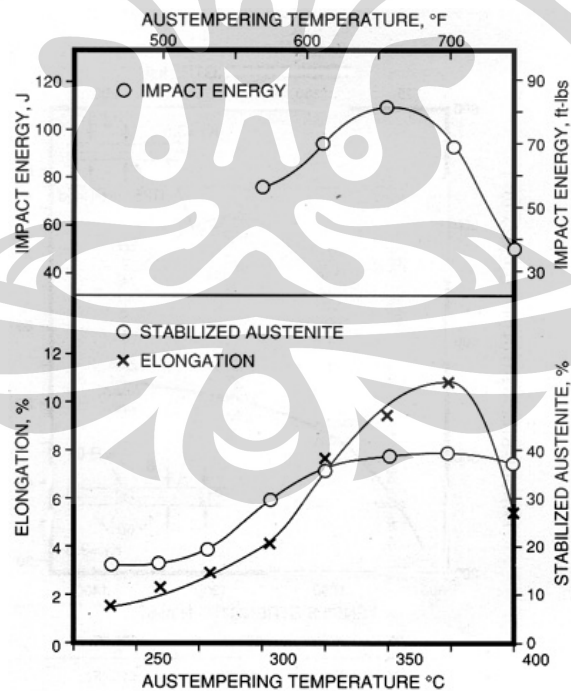 AUSTEMPERING TEMPERATURE, °F
500 600 700
120
100
80
60
40
IMPACT ENERGY, J
○ IMPACT ENERGY
90
70
50
30
IMPACT ENERGY, ft-lbs
○ STABILIZED AUSTENITE
× ELONGATION
12
10
8
6
4
2
0
ELONGATION, %
40
30
20
10
0
STABILIZED AUSTENITE, %
250 300 350 400
AUSTEMPERING TEMPERATURE °C